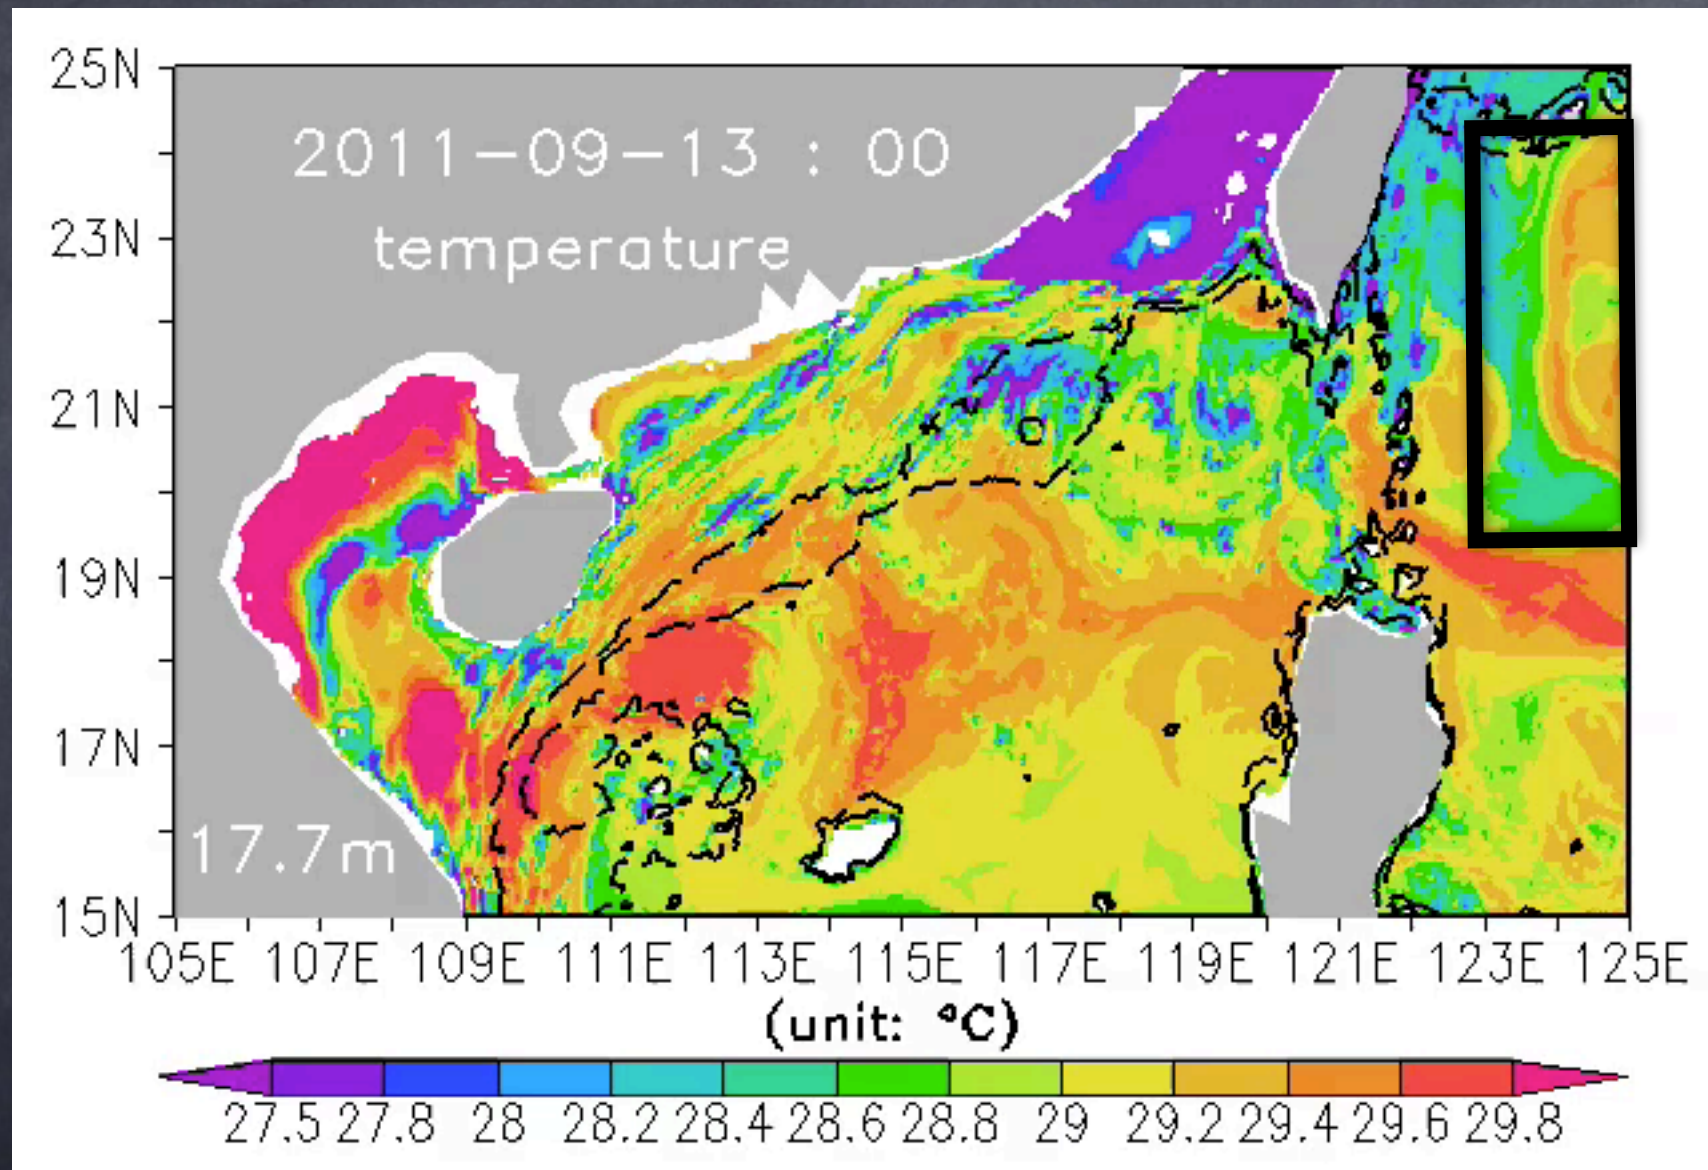 25N
2011-09-13 : 00
23N
temperature
21N
19N
17N
17.7m
15N
105E 107E 109E 111E 113E 115E 117E 119E 121E 123E 125E
(unit: °C)
27.5 27.8 28 28.2 28.4 28.6 28.8 29 29.2 29.4 29.6 29.8